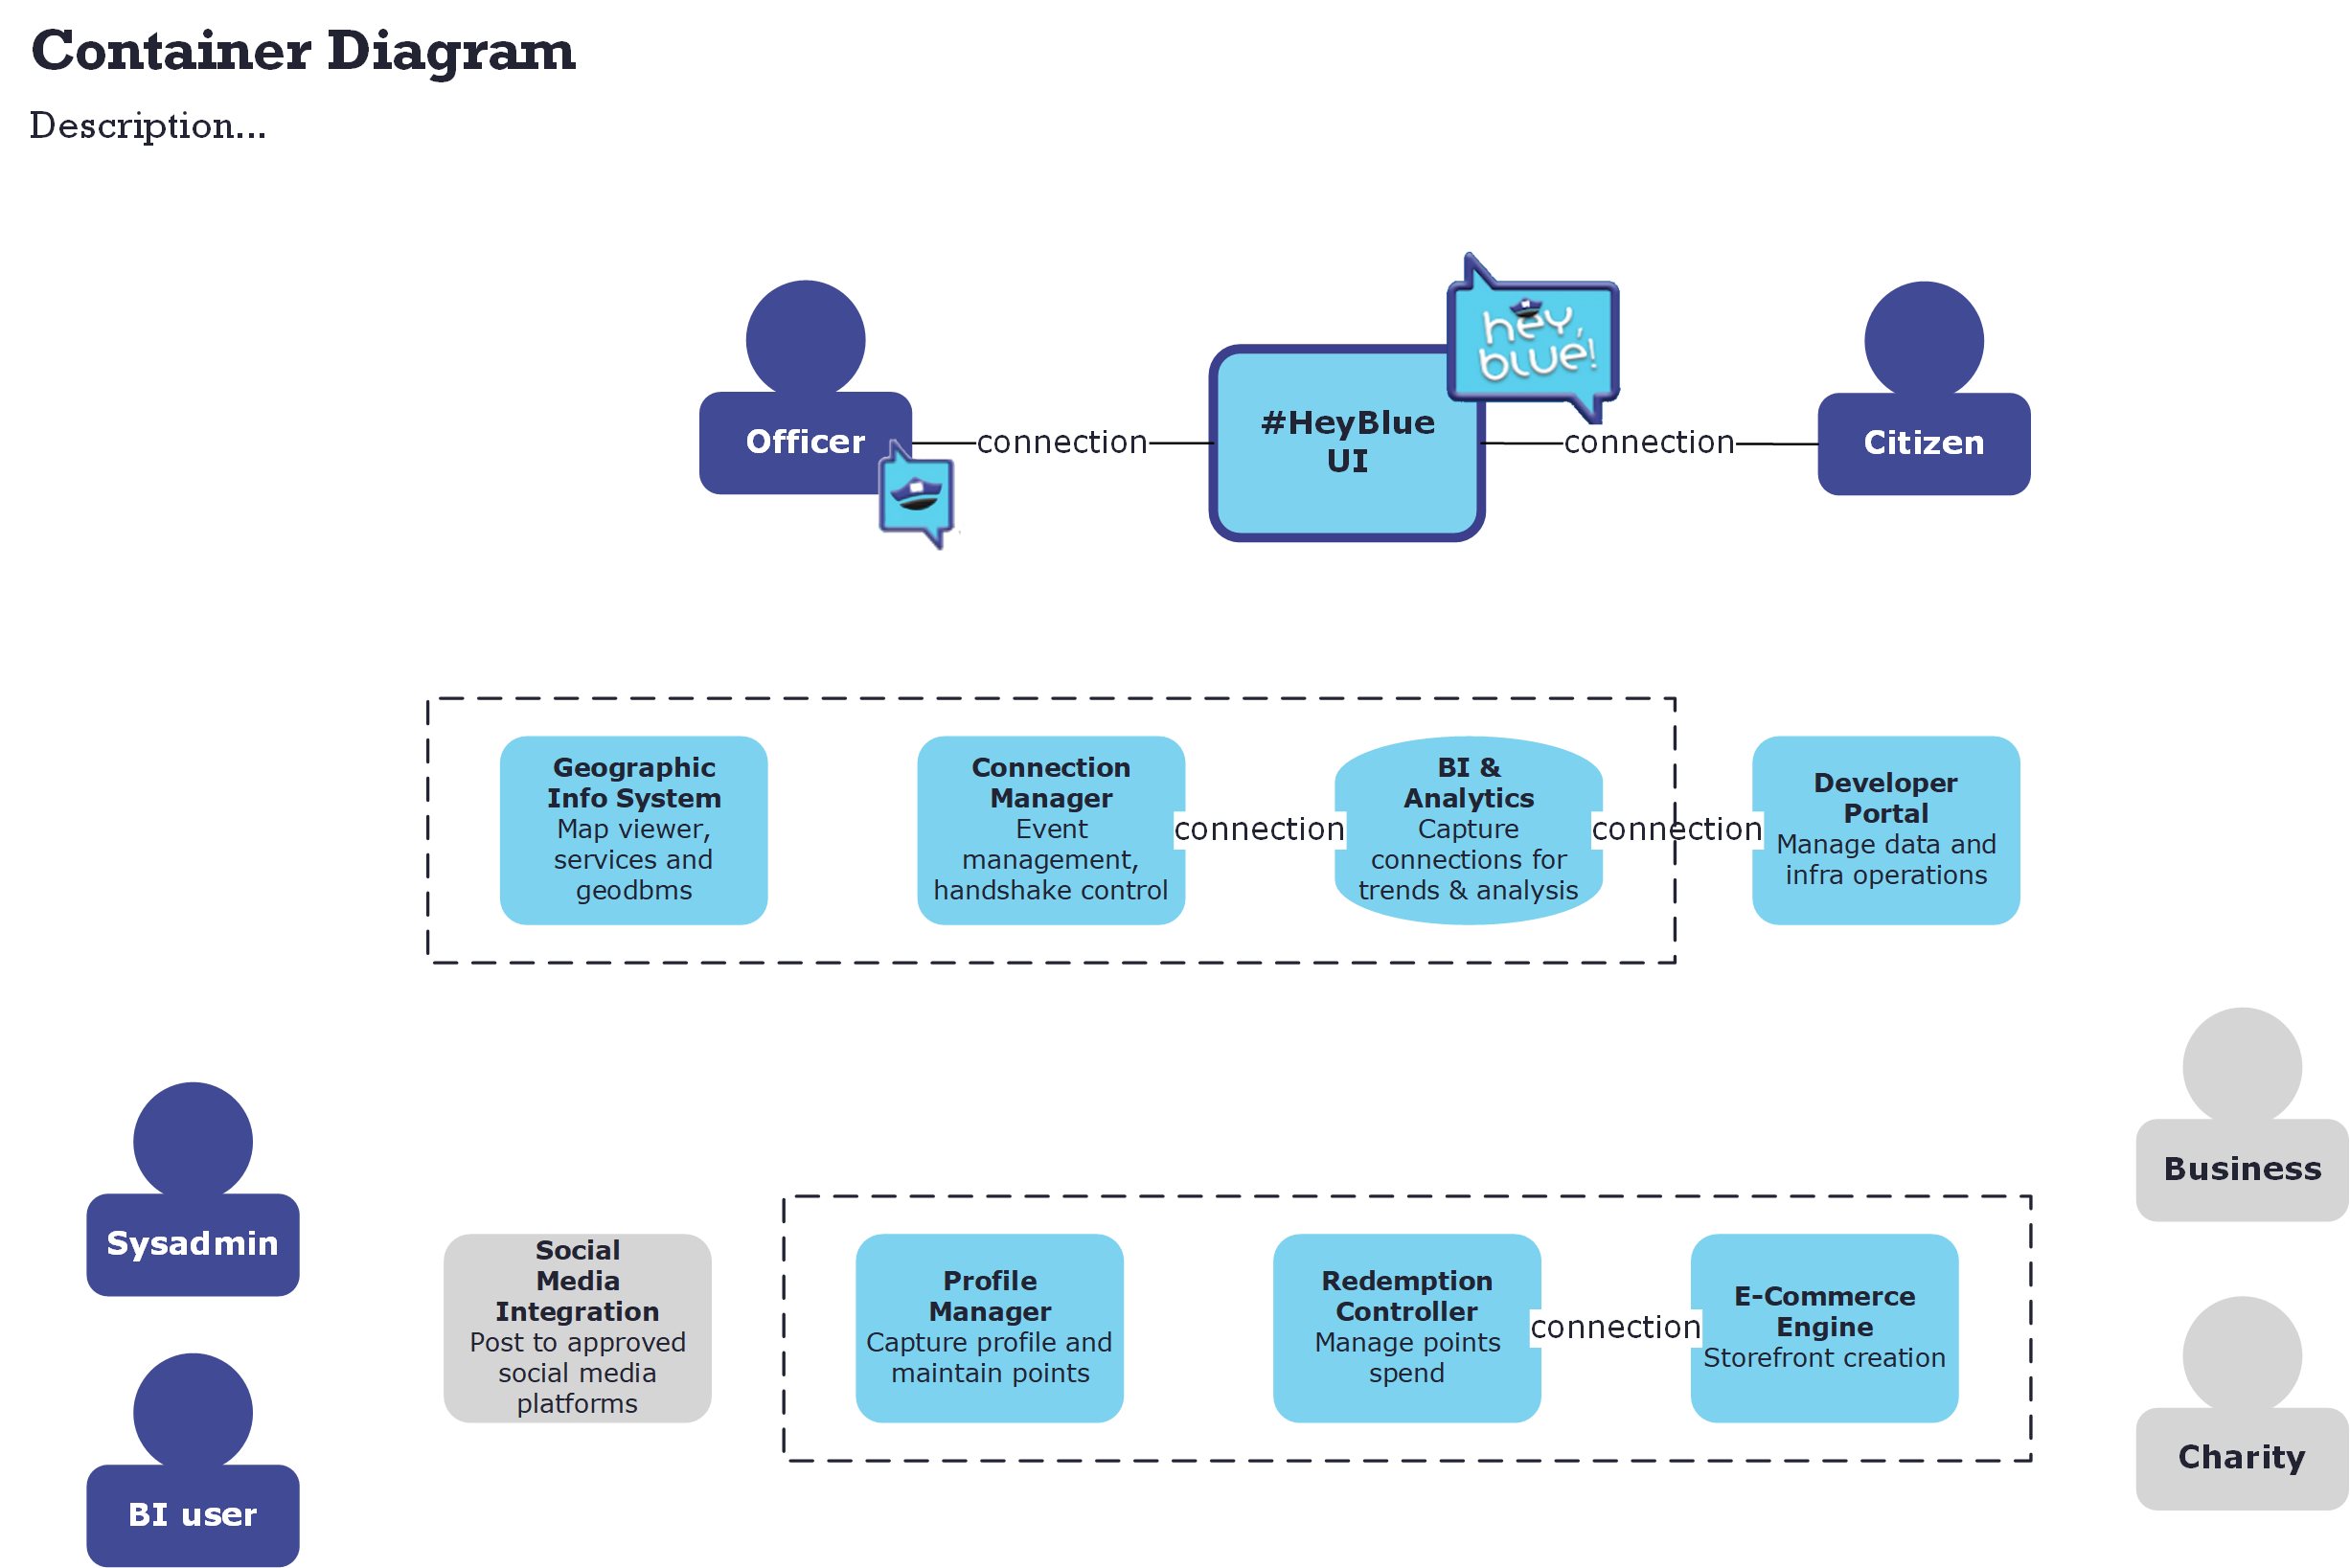 Container Diagram
Description...
hey,
blue!
#HeyBlue
UI
Officer
connection
connection
Citizen
Geographic
Info System
Map viewer,
services and
geodbms
Connection
Manager
Event
management,
handshake control
connection
BI &
Analytics
Capture
connections for
trends & analysis
connection
Developer
Portal
Manage data and
infra operations
Business
Sysadmin
Social
Media
Integration
Post to approved
social media
platforms
Profile
Manager
Capture profile and
maintain points
Redemption
Controller
Manage points
spend
connection
E-Commerce
Engine
Storefront creation
Charity
BI user